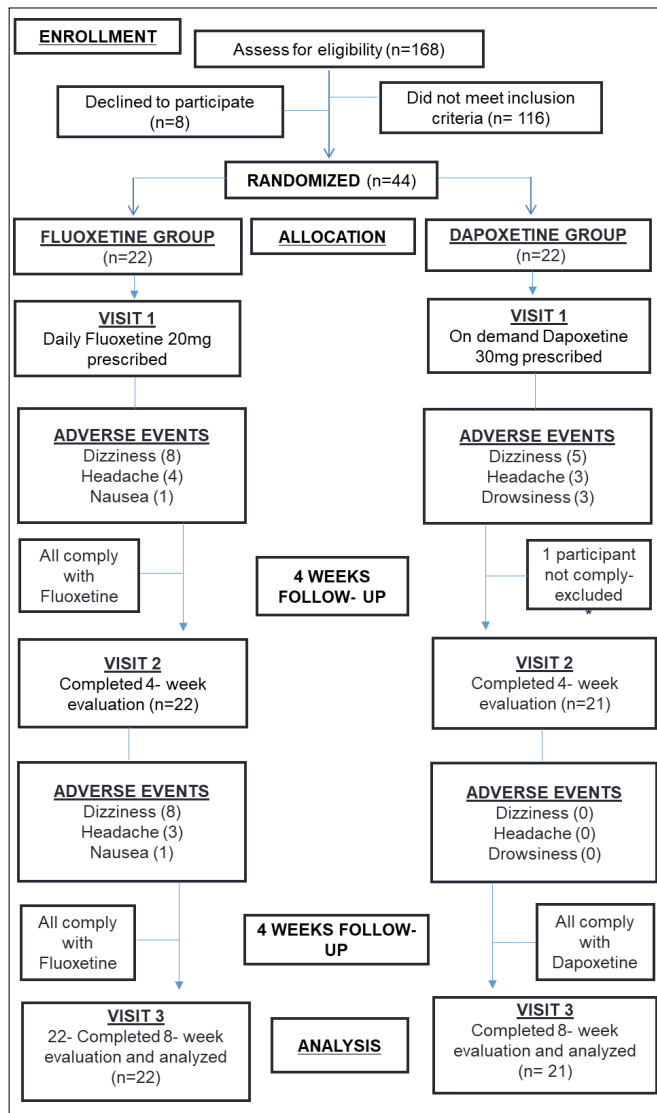 ENROLLMENT
Assess for eligibility (n=168)
Declined to participate
(n=8)
Did not meet inclusion
criteria (n= 116)
RANDOMIZED (n=44)
FLUOXETINE GROUP
(n=22)
ALLOCATION
DAPOXETINE GROUP
(n=22)
VISIT 1
Daily Fluoxetine 20mg
prescribed
VISIT 1
On demand Dapoxetine
30mg prescribed
ADVERSE EVENTS
Dizziness (8)
Headache (4)
Nausea (1)
ADVERSE EVENTS
Dizziness (5)
Headache (3)
Drowsiness (3)
All comply
with
Fluoxetine
4 WEEKS
FOLLOW- UP
1 participant
not comply-
excluded
*
VISIT 2
Completed 4- week
evaluation (n=22)
VISIT 2
Completed 4- week
evaluation (n=21)
ADVERSE EVENTS
Dizziness (8)
Headache (3)
Nausea (1)
ADVERSE EVENTS
Dizziness (0)
Headache (0)
Drowsiness (0)
All comply
with
Fluoxetine
4 WEEKS FOLLOW-
UP
All comply
with
Dapoxetine
VISIT 3
22- Completed 8- week
evaluation and analyzed
(n=22)
ANALYSIS
VISIT 3
Completed 8- week
evaluation and analyzed
(n= 21)